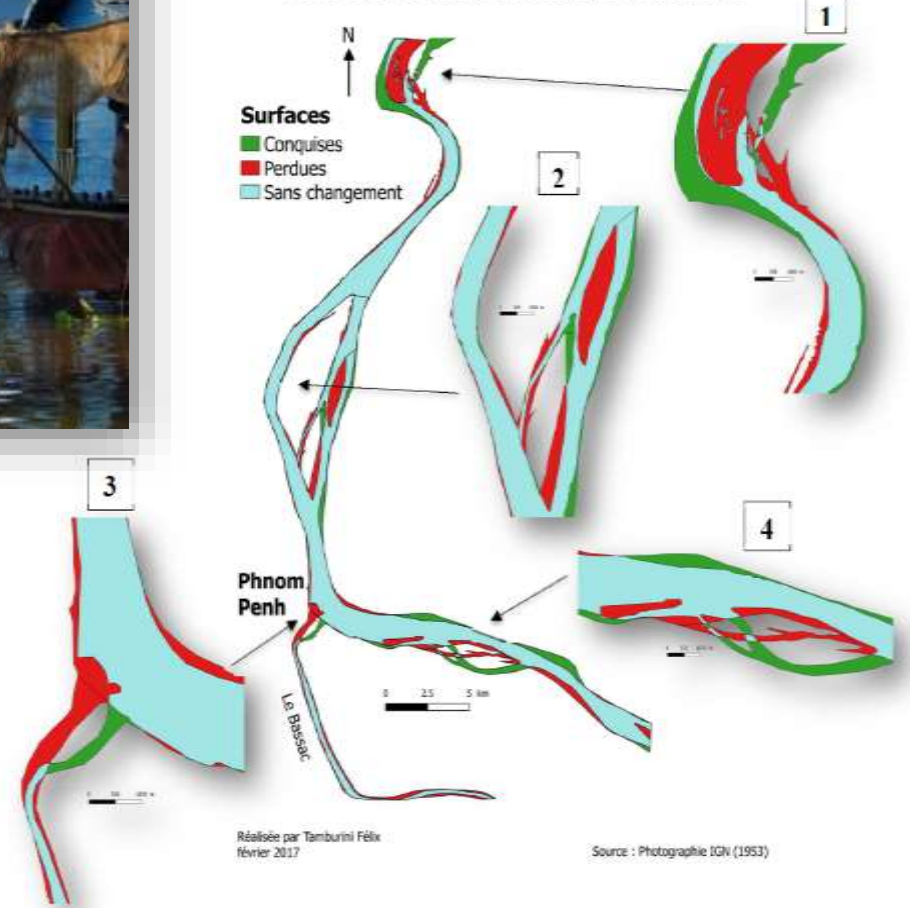 1
N
Surfaces
Conquises
Perdues
Sans changement
2
3
4
Phnom
Penh
0 2.5 5 km
Le Bassac
Réalisée par Tamburini Félix
février 2017
Source : Photographie IGN (1953)